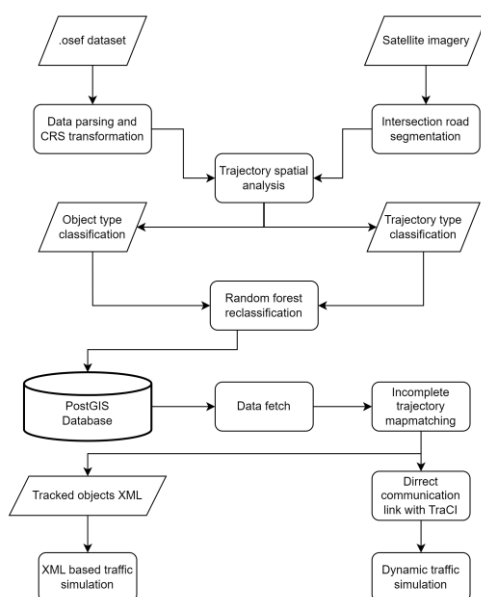 .osef dataset
Satellite imagery
Data parsing and
CRS transformation
Intersection road
segmentation
Trajectory spatial
analysis
Object type
classification
Trajectory type
classification
Random forest
reclassification
PostGIS
Database
Data fetch
Incomplete
trajectory
mapmatching
Tracked objects XML
Dirrect
communication
link with TraCI
XML based traffic
simulation
Dynamic traffic
simulation